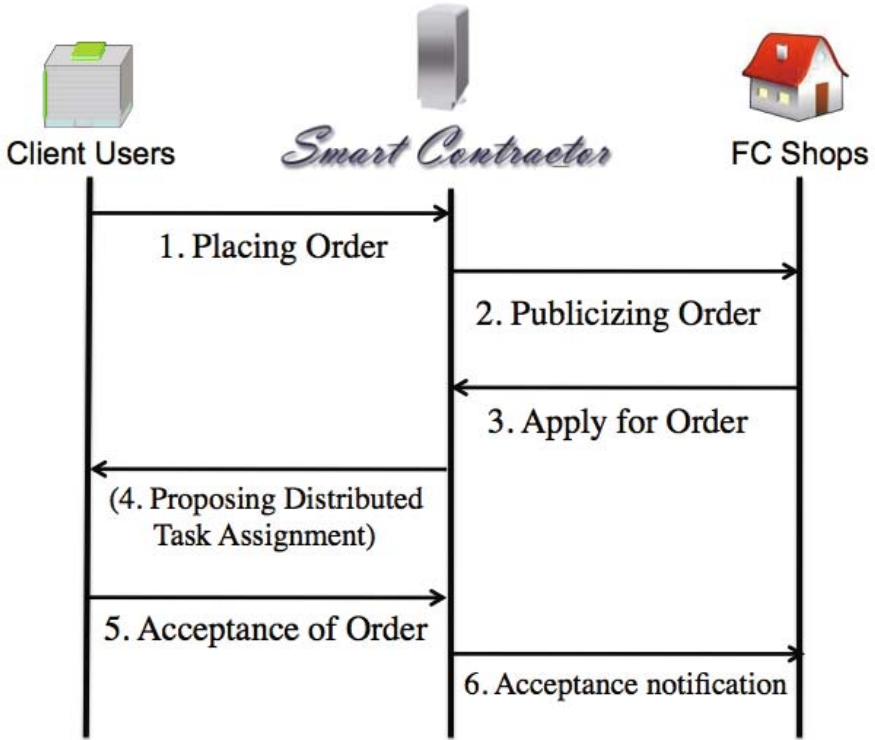 Client Users
Smart Contractor
FC Shops
1. Placing Order
2. Publicizing Order
3. Apply for Order
(4. Proposing Distributed
Task Assignment)
5. Acceptance of Order
6. Acceptance notification